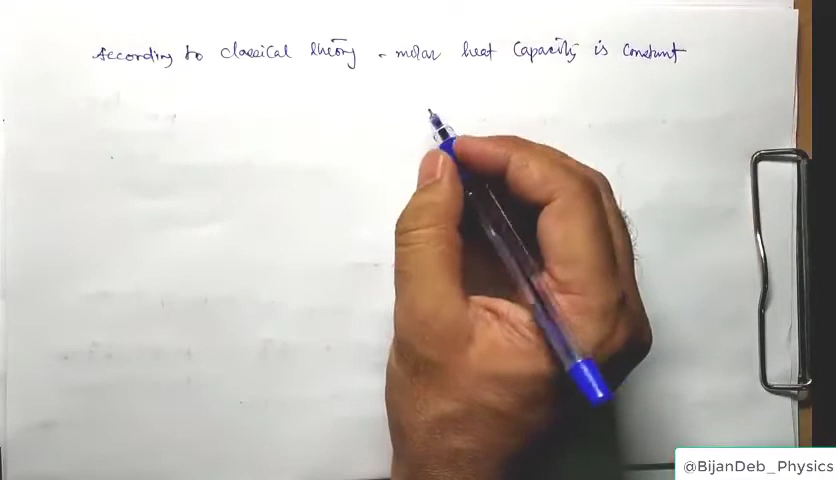 According to classical theory - molar heat capacity is constant
@BijanDeb_Physics